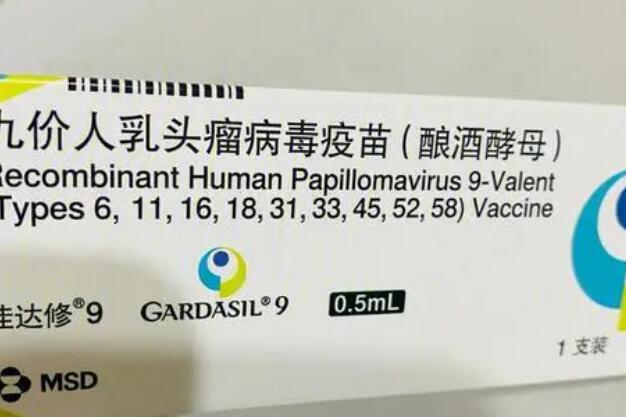 九价人乳头瘤病毒疫苗（酿酒酵母）
Recombinant Human Papillomavirus 9-Valent
(Types 6, 11, 16, 18, 31, 33, 45, 52, 58) Vaccine
佳达修®9 GARDASIL®9 0.5mL
1 支装
MSD